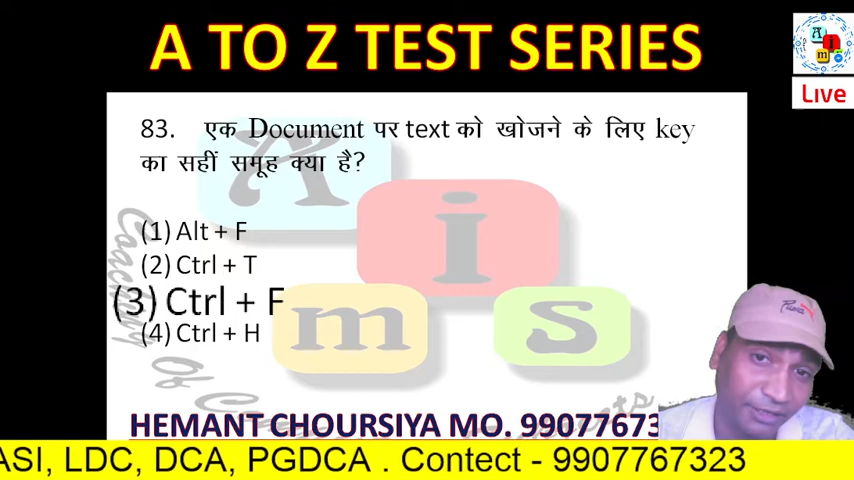 A TO Z TEST SERIES
Live
83. एक Document पर text को खोजने के लिए key
का सहीं समूह क्या है?
(1) Alt + F
(2) Ctrl + T
(3) Ctrl + F
(4) Ctrl + H
A i m s
HEMANT CHOURSIYA MO. 99077673
ASI, LDC, DCA, PGDCA . Contect - 9907767323